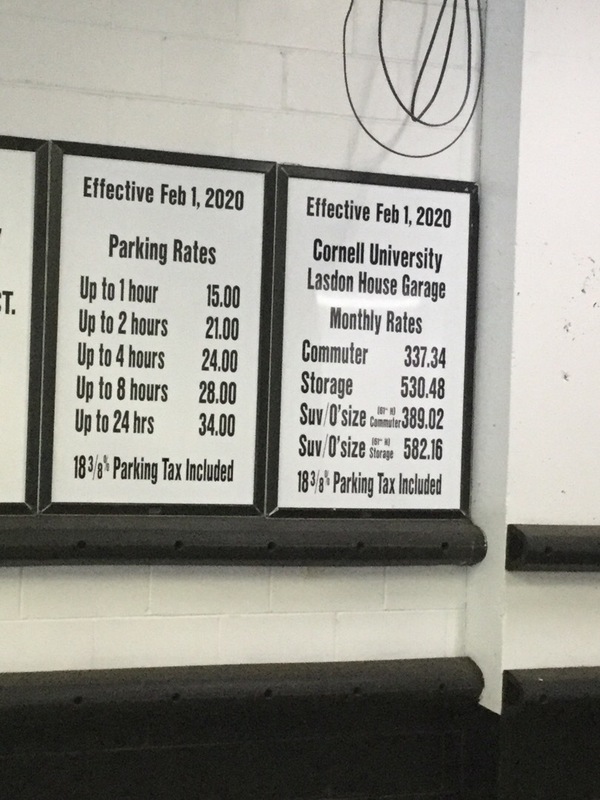 ST.
Effective Feb 1, 2020
Parking Rates
Up to 1 hour 15.00
Up to 2 hours 21.00
Up to 4 hours 24.00
Up to 8 hours 28.00
Up to 24 hrs 34.00
18 3/8% Parking Tax Included
Effective Feb 1, 2020
Cornell University
Lasdon House Garage
Monthly Rates
Commuter 337.34
Storage 530.48
Suv/O'size Commuter 389.02
Suv/O'size Storage 582.16
18 3/8% Parking Tax Included